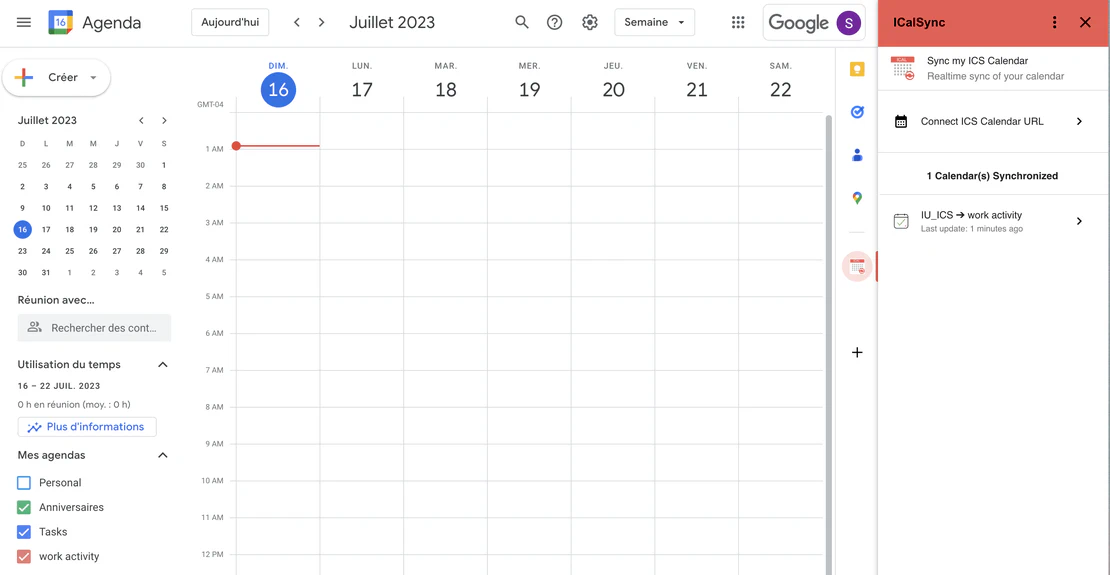 16 Agenda Aujourd'hui Juillet 2023 Semaine Google S
ICalSync
Créer
Juillet 2023
D L M M J V S
25 26 27 28 29 30 1
2 3 4 5 6 7 8
9 10 11 12 13 14 15
16 17 18 19 20 21 22
23 24 25 26 27 28 29
30 31 1 2 3 4 5
Réunion avec...
Rechercher des cont...
Utilisation du temps
16 – 22 JUIL. 2023
0 h en réunion (moy. : 0 h)
Plus d'informations
Mes agendas
Personal
Anniversaires
Tasks
work activity
DIM. LUN. MAR. MER. JEU. VEN. SAM.
16 17 18 19 20 21 22
GMT-04
1 AM
2 AM
3 AM
4 AM
5 AM
6 AM
7 AM
8 AM
9 AM
10 AM
11 AM
12 PM
Sync my ICS Calendar
Realtime sync of your calendar
Connect ICS Calendar URL
1 Calendar(s) Synchronized
IU_ICS ➔ work activity
Last update: 1 minutes ago